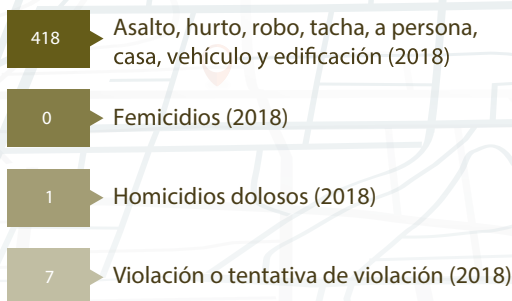 418
Asalto, hurto, robo, tacha, a persona,
casa, vehículo y edificación (2018)
0
Femicidios (2018)
1
Homicidios dolosos (2018)
7
Violación o tentativa de violación (2018)